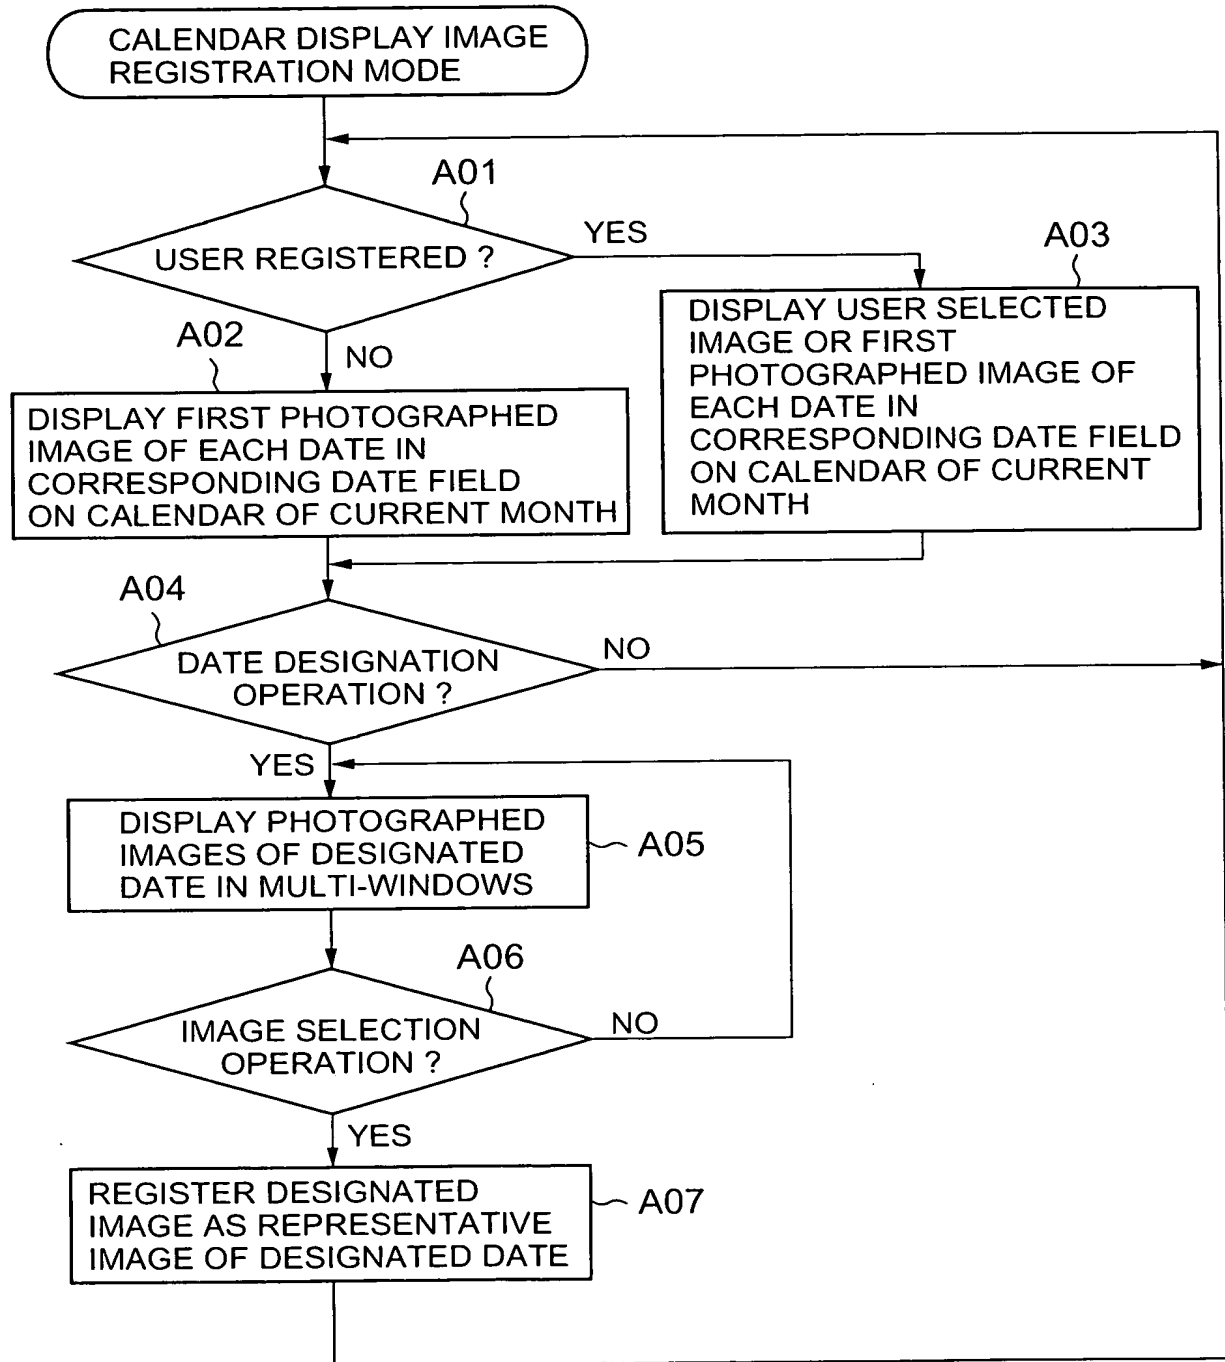 CALENDAR DISPLAY IMAGE
REGISTRATION MODE
A01
USER REGISTERED ?
YES
NO
A03
DISPLAY USER SELECTED
IMAGE OR FIRST
PHOTOGRAPHED IMAGE OF
EACH DATE IN
CORRESPONDING DATE FIELD
ON CALENDAR OF CURRENT
MONTH
A02
DISPLAY FIRST PHOTOGRAPHED
IMAGE OF EACH DATE IN
CORRESPONDING DATE FIELD
ON CALENDAR OF CURRENT MONTH
A04
DATE DESIGNATION
OPERATION ?
NO
YES
DISPLAY PHOTOGRAPHED
IMAGES OF DESIGNATED
DATE IN MULTI-WINDOWS
A05
A06
IMAGE SELECTION
OPERATION ?
NO
YES
REGISTER DESIGNATED
IMAGE AS REPRESENTATIVE
IMAGE OF DESIGNATED DATE
A07